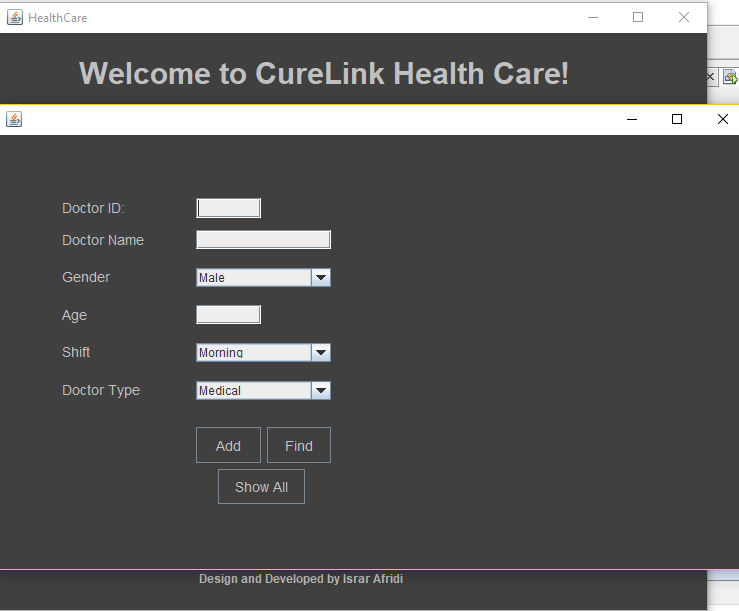 HealthCare
Welcome to CureLink Health Care!
Doctor ID:
Doctor Name
Gender Male
Age
Shift Morning
Doctor Type Medical
Add Find
Show All
Design and Developed by Israr Afridi